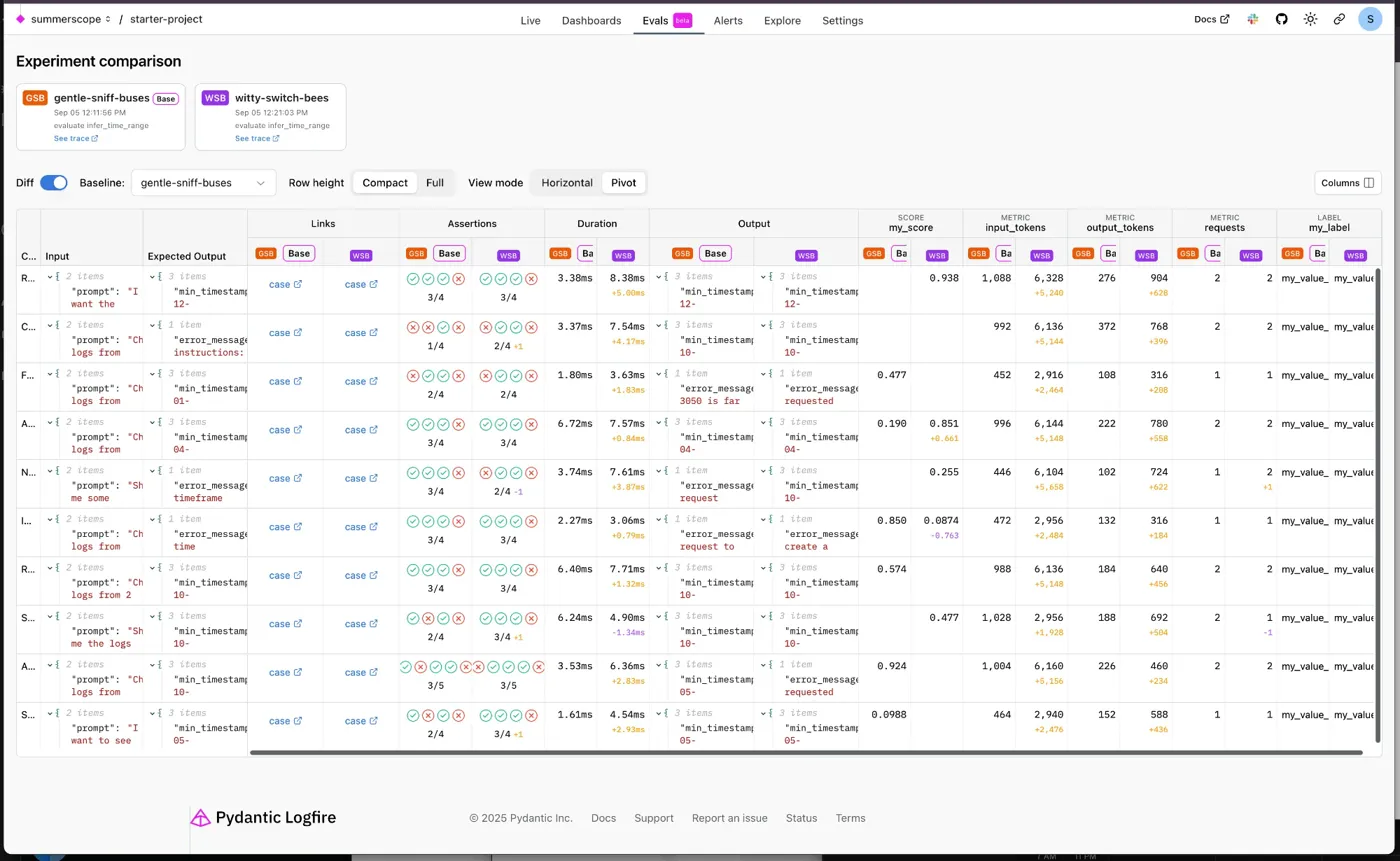 summerscope / starter-project
Live Dashboards Evals beta Alerts Explore Settings
Docs
S
Experiment comparison
GSB gentle-sniff-buses Base
Sep 05 12:11:56 PM
evaluate infer_time_range
See trace
WSB witty-switch-bees
Sep 05 12:21:03 PM
evaluate infer_time_range
See trace
Diff Baseline: gentle-sniff-buses Row height Compact Full View mode Horizontal Pivot Columns
Links Assertions Duration Output SCORE my_score METRIC input_tokens METRIC output_tokens METRIC requests LABEL my_label
C... Input Expected Output GSB Base WSB GSB Base WSB GSB Ba WSB GSB Base WSB GSB Ba WSB GSB Ba WSB GSB Ba WSB GSB Ba WSB GSB Ba WSB
R... { 2 items { 3 items case case 3.38ms 8.38ms { 3 items { 3 items 0.938 1,088 6,328 276 904 2 2 my_value_ my_value
"prompt": "I "min_timestamp 3/4 3/4 +5.00ms "min_timestamp "min_timestamp +5,240 +628
want the 12- 12- 12-
C... { 2 items { 1 item case case 3.37ms 7.54ms { 3 items { 3 items 992 6,136 372 768 2 2 my_value_ my_value
"prompt": "Ch "error_message 1/4 2/4 +1 +4.17ms "min_timestamp "min_timestamp +5,144 +396
logs from instructions: 10- 10-
F... { 2 items { 3 items case case 1.80ms 3.63ms { 1 item { 1 item 0.477 452 2,916 108 316 1 1 my_value_ my_value
"prompt": "Ch "min_timestamp 2/4 2/4 +1.83ms "error_message "error_message +2,464 +208
logs from 01- 3050 is far requested
A... { 2 items { 3 items case case 6.72ms 7.57ms { 3 items { 3 items 0.190 0.851 996 6,144 222 780 2 2 my_value_ my_value
"prompt": "Ch "min_timestamp 3/4 3/4 +0.84ms "min_timestamp "min_timestamp +0.661 +5,148 +558
logs from 04- 04- 04-
N... { 2 items { 1 item case case 3.74ms 7.61ms { 1 item { 3 items 0.255 446 6,104 102 724 1 2 my_value_ my_value
"prompt": "Sh "error_message 3/4 2/4 -1 +3.87ms "error_message "min_timestamp +5,658 +622 +1
me some timeframe request 10-
I... { 2 items { 1 item case case 2.27ms 3.06ms { 1 item { 1 item 0.850 0.0874 472 2,956 132 316 1 1 my_value_ my_value
"prompt": "Ch "error_message 3/4 3/4 +0.79ms "error_message "error_message -0.763 +2,484 +184
logs from time request to create a
R... { 2 items { 3 items case case 6.40ms 7.71ms { 3 items { 3 items 0.574 988 6,136 184 640 2 2 my_value_ my_value
"prompt": "Ch "min_timestamp 3/4 3/4 +1.32ms "min_timestamp "min_timestamp +5,148 +456
logs from 2 10- 10- 10-
S... { 2 items { 3 items case case 6.24ms 4.90ms { 3 items { 3 items 0.477 1,028 2,956 188 692 2 1 my_value_ my_value
"prompt": "Sh "min_timestamp 2/4 3/4 +1 -1.34ms "min_timestamp "min_timestamp +1,928 +504 -1
me the logs 10- 10- 10-
A... { 2 items { 3 items case case 3.53ms 6.36ms { 3 items { 1 item 0.924 1,004 6,160 226 460 2 2 my_value_ my_value
"prompt": "Ch "min_timestamp 3/5 3/5 +2.83ms "min_timestamp "error_message +5,156 +234
logs from 10- 05- requested
S... { 2 items { 3 items case case 1.61ms 4.54ms { 3 items { 3 items 0.0988 464 2,940 152 588 1 1 my_value_ my_value
"prompt": "I "min_timestamp 2/4 3/4 +1 +2.93ms "min_timestamp "min_timestamp +2,476 +436
want to see 05- 05- 05-
Pydantic Logfire © 2025 Pydantic Inc. Docs Support Report an issue Status Terms